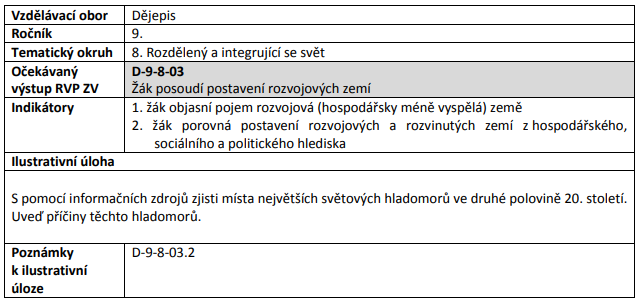 Vzdělávací obor Dějepis
Ročník 9.
Tematický okruh 8. Rozdělený a integrující se svět
Očekávaný D-9-8-03
výstup RVP ZV Žák posoudí postavení rozvojových zemí
Indikátory 1. žák objasní pojem rozvojová (hospodářsky méně vyspělá) země
2. žák porovná postavení rozvojových a rozvinutých zemí z hospodářského,
sociálního a politického hlediska
Ilustrativní úloha
S pomocí informačních zdrojů zjisti místa největších světových hladomorů ve druhé polovině 20. století.
Uveď příčiny těchto hladomorů.
Poznámky D-9-8-03.2
k ilustrativní
úloze